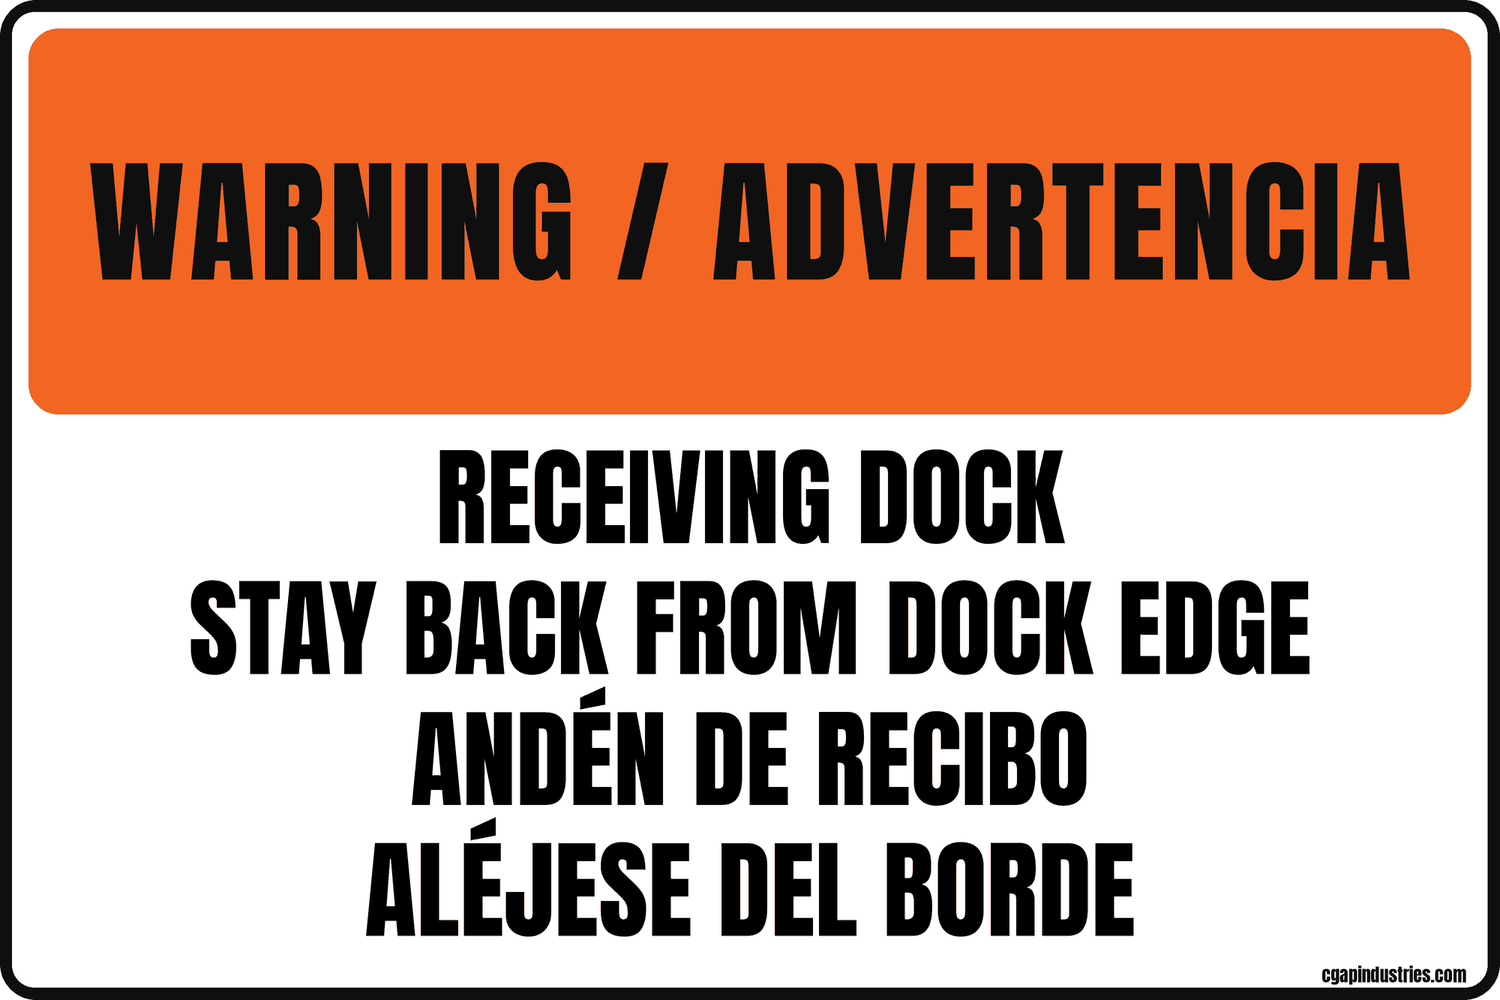 WARNING / ADVERTENCIA
RECEIVING DOCK
STAY BACK FROM DOCK EDGE
ANDÉN DE RECIBO
ALÉJESE DEL BORDE
cgapindustries.com